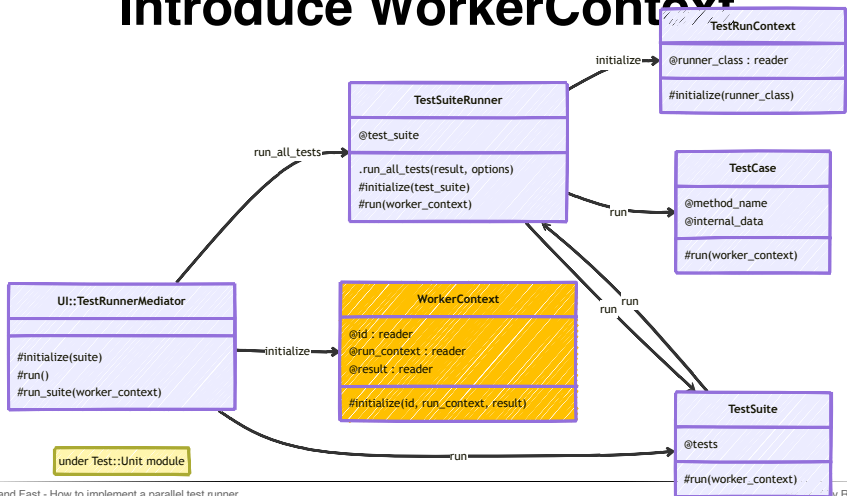 Introduce WorkerContext
TestRunContext
@runner_class : reader
#initialize(runner_class)
initialize
TestSuiteRunner
@test_suite
.run_all_tests(result, options)
#initialize(test_suite)
#run(worker_context)
run_all_tests
TestCase
@method_name
@internal_data
#run(worker_context)
run
UI::TestRunnerMediator
#initialize(suite)
#run()
#run_suite(worker_context)
initialize
WorkerContext
@id : reader
@run_context : reader
@result : reader
#initialize(id, run_context, result)
run
run
TestSuite
@tests
#run(worker_context)
run
under Test::Unit module
and Fast - How to implement a parallel test runner